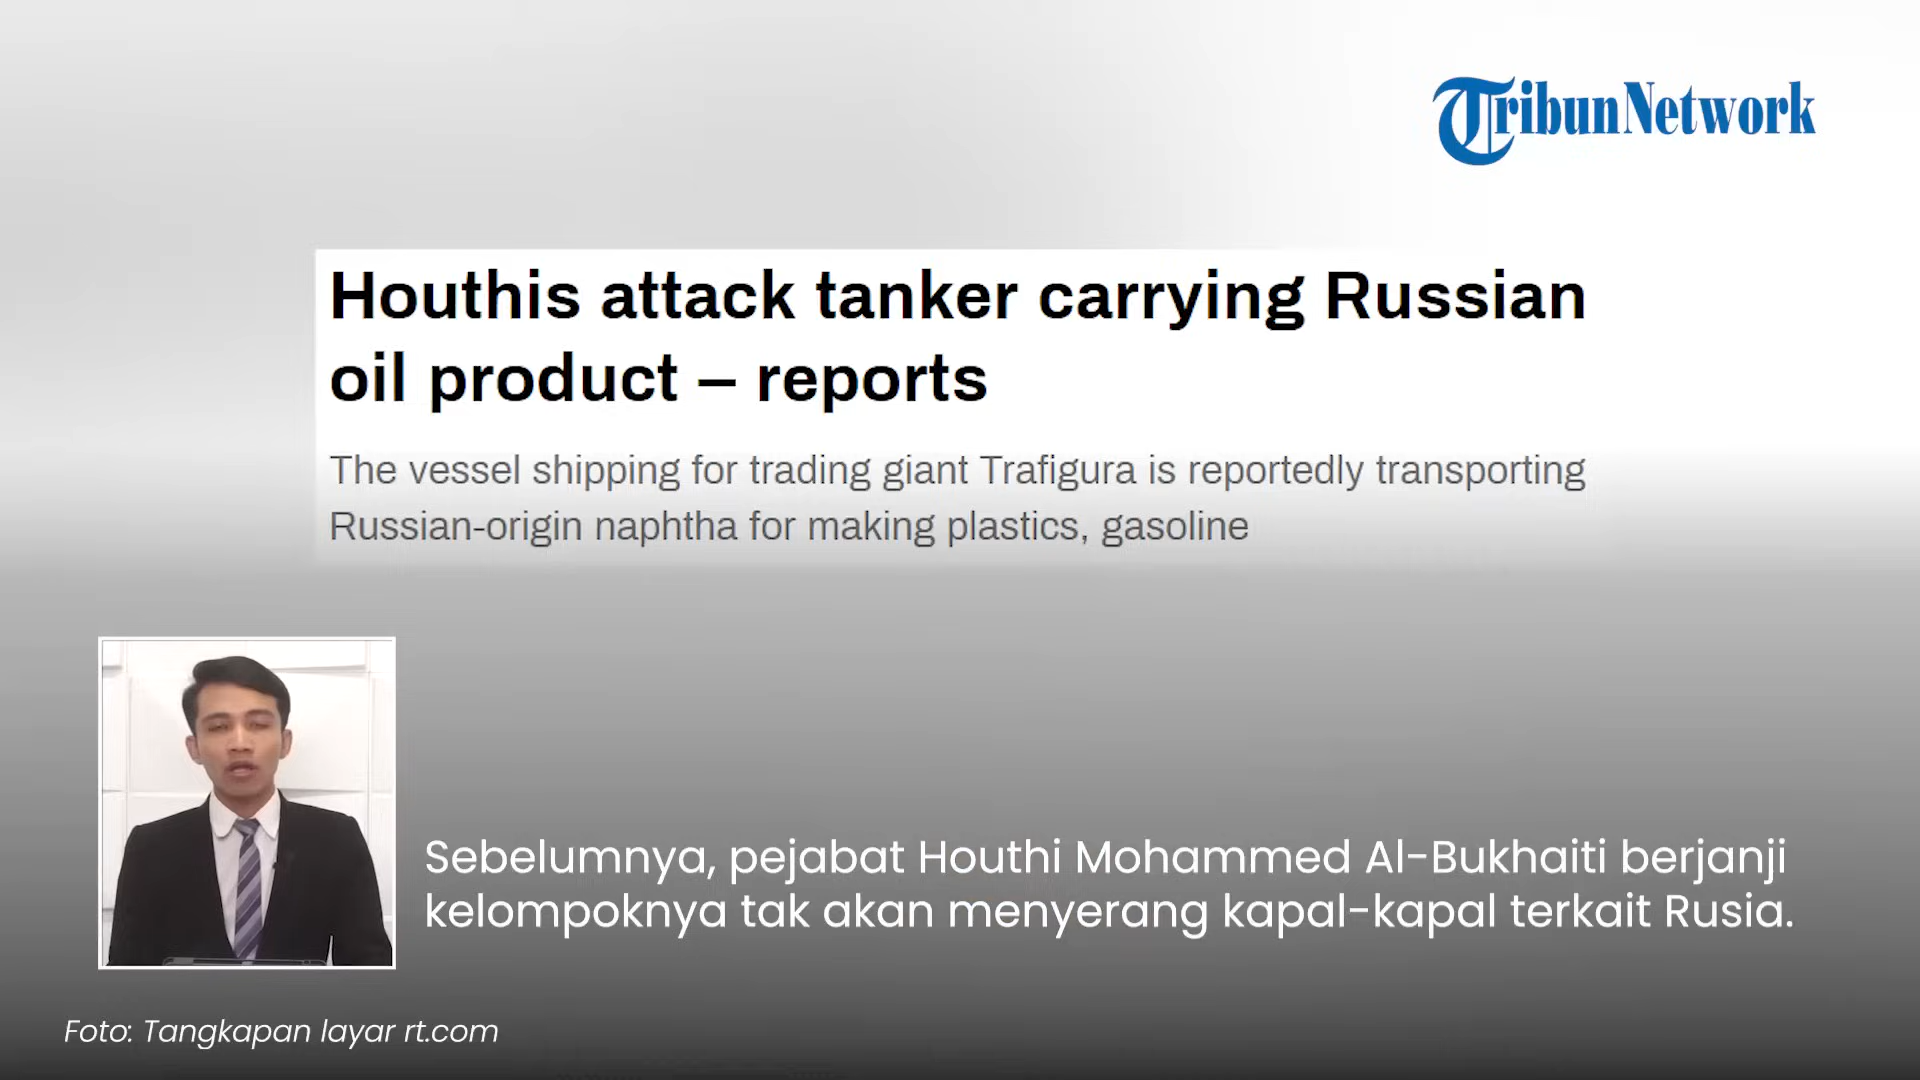 TribunNetwork
Houthis attack tanker carrying Russian
oil product – reports
The vessel shipping for trading giant Trafigura is reportedly transporting
Russian-origin naphtha for making plastics, gasoline
Sebelumnya, pejabat Houthi Mohammed Al-Bukhaiti berjanji
kelompoknya tak akan menyerang kapal-kapal terkait Rusia.
Foto: Tangkapan layar rt.com